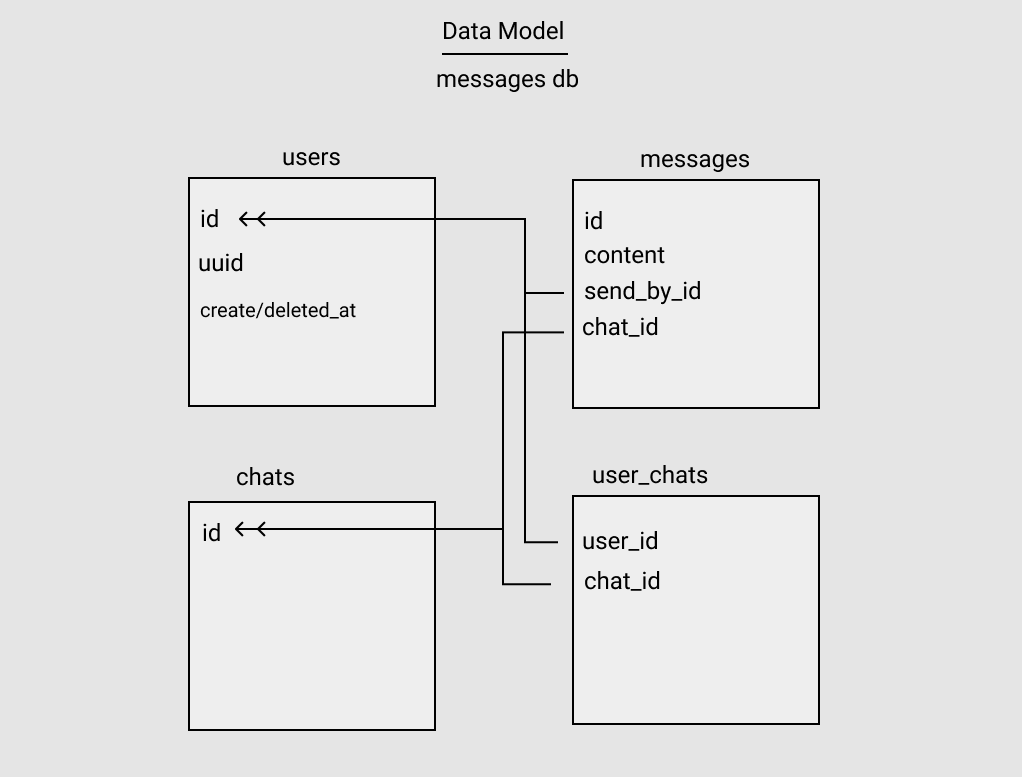 Data Model
messages db
users
id
uuid
create/deleted_at
messages
id
content
send_by_id
chat_id
chats
id
user_chats
user_id
chat_id